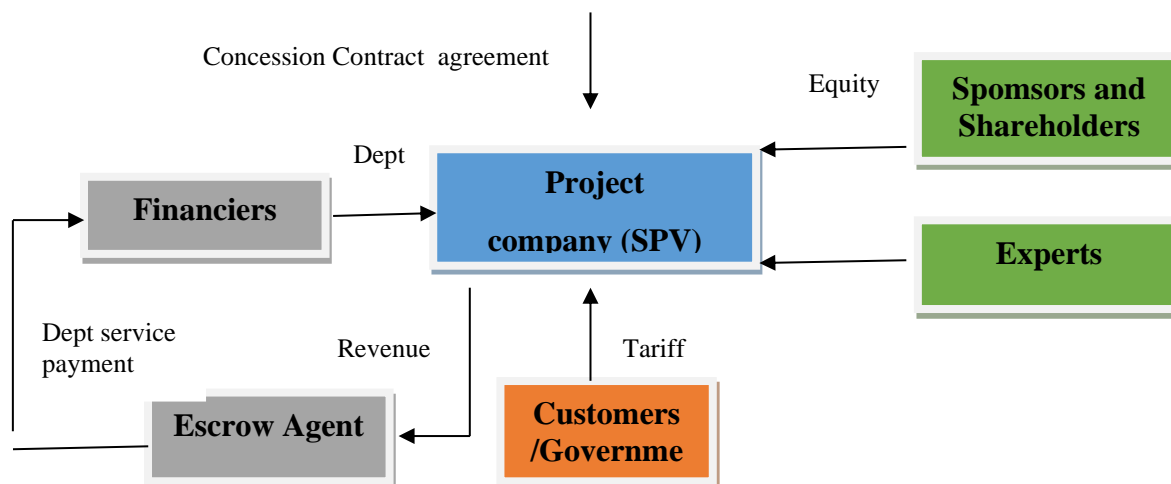 Concession Contract agreement
Equity
Spomsors and
Shareholders
Dept
Project
company (SPV)
Financiers
Experts
Dept service
payment
Revenue
Tariff
Escrow Agent
Customers
/Governme